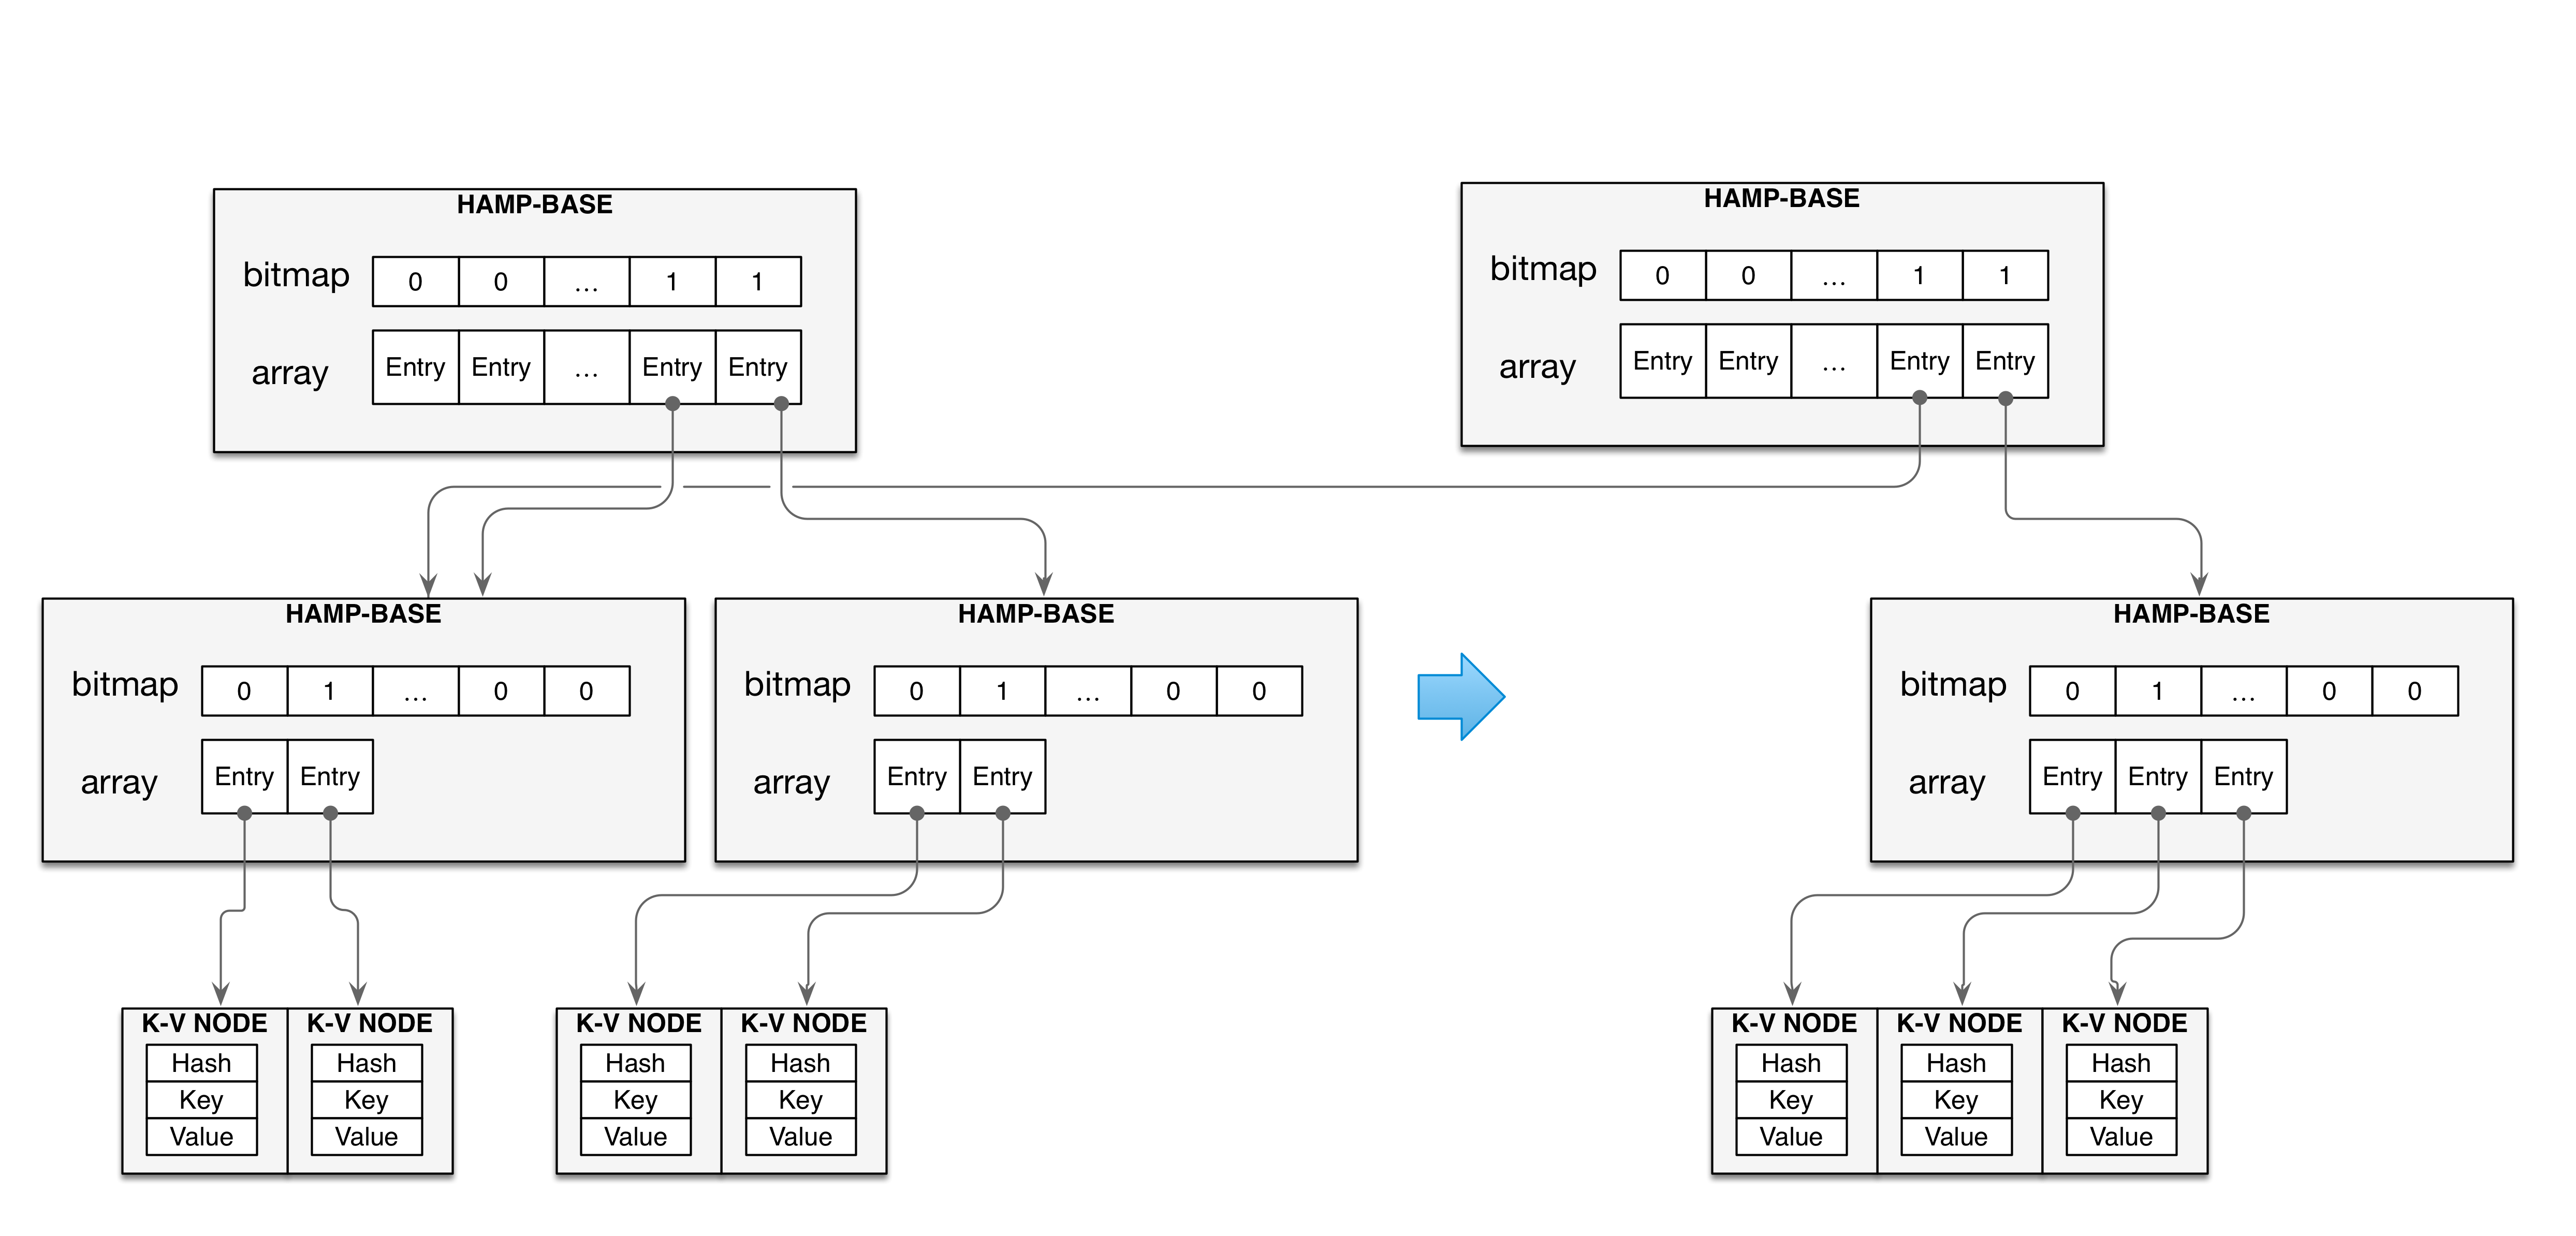 HAMP-BASE
bitmap 0 0 ... 1 1
array Entry Entry ... Entry Entry
HAMP-BASE
bitmap 0 0 ... 1 1
array Entry Entry ... Entry Entry
HAMP-BASE
bitmap 0 1 ... 0 0
array Entry Entry
HAMP-BASE
bitmap 0 1 ... 0 0
array Entry Entry
HAMP-BASE
bitmap 0 1 ... 0 0
array Entry Entry Entry
K-V NODE
Hash
Key
Value
K-V NODE
Hash
Key
Value
K-V NODE
Hash
Key
Value
K-V NODE
Hash
Key
Value
K-V NODE
Hash
Key
Value
K-V NODE
Hash
Key
Value
K-V NODE
Hash
Key
Value